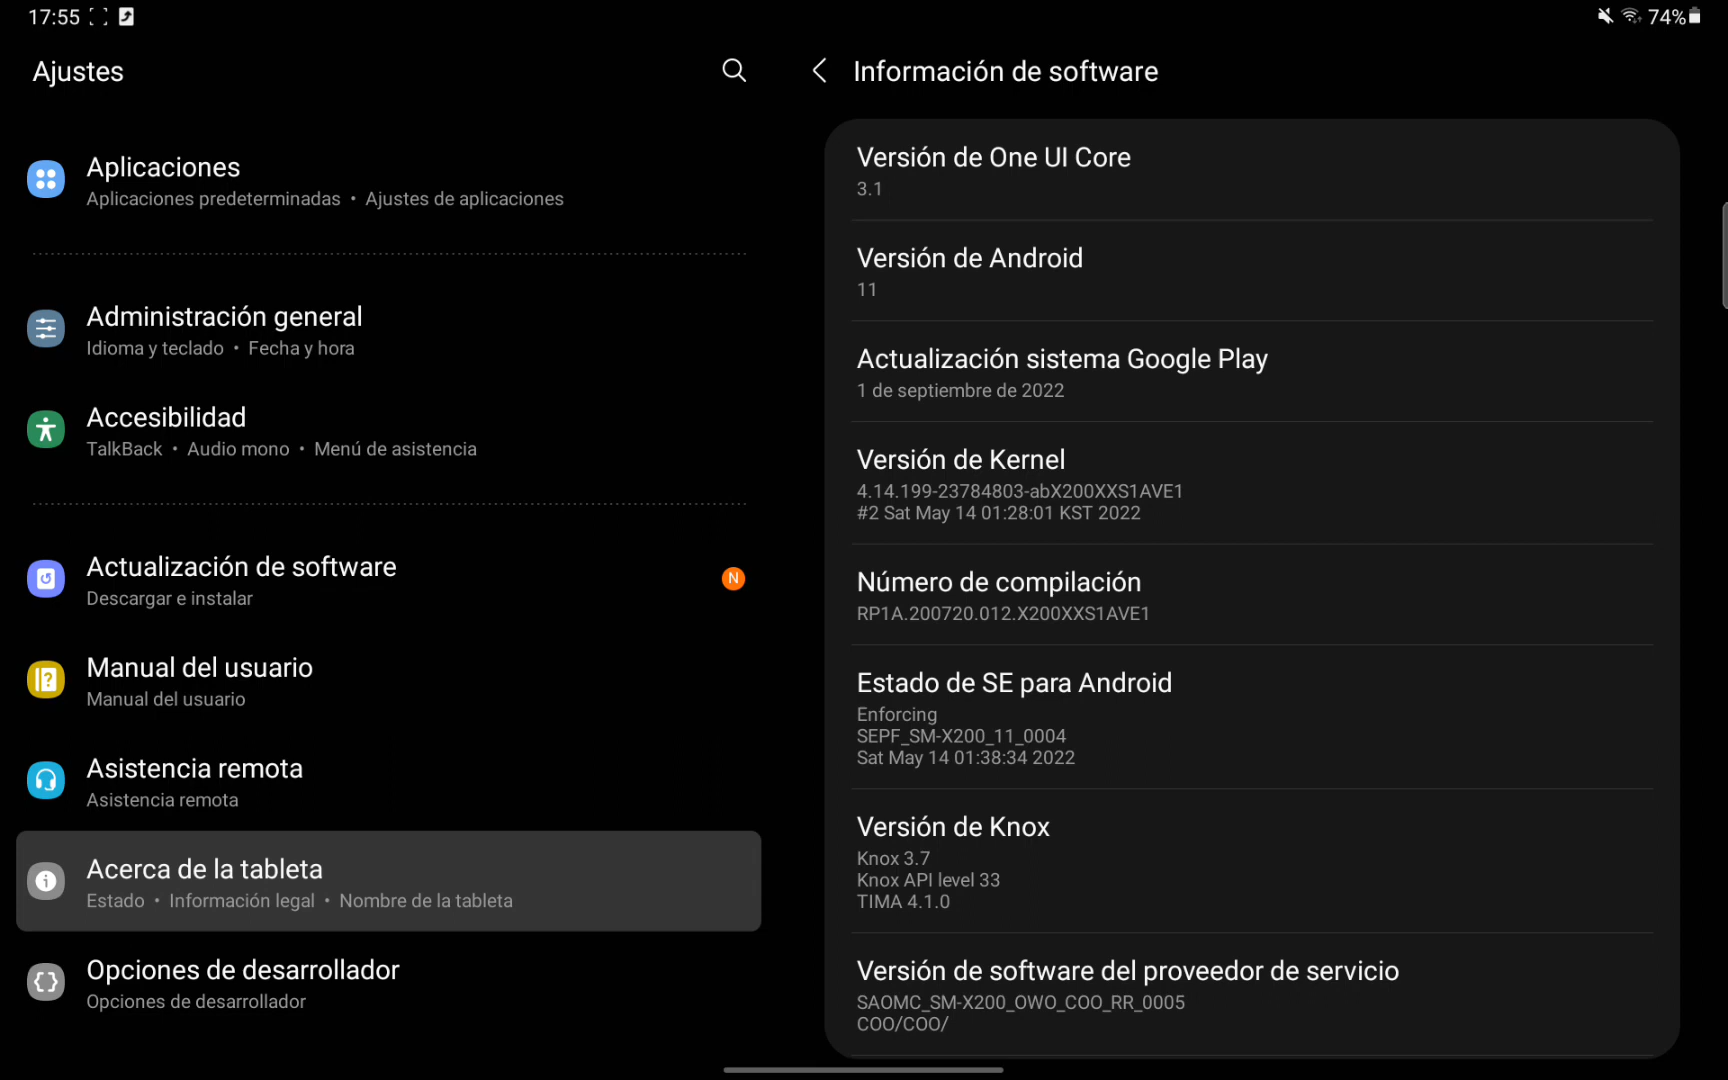 17:55
74%
Ajustes
Aplicaciones
Aplicaciones predeterminadas • Ajustes de aplicaciones
Administración general
Idioma y teclado • Fecha y hora
Accesibilidad
TalkBack • Audio mono • Menú de asistencia
Actualización de software
Descargar e instalar
N
Manual del usuario
Manual del usuario
Asistencia remota
Asistencia remota
Acerca de la tableta
Estado • Información legal • Nombre de la tableta
Opciones de desarrollador
Opciones de desarrollador
Información de software
Versión de One UI Core
3.1
Versión de Android
11
Actualización sistema Google Play
1 de septiembre de 2022
Versión de Kernel
4.14.199-23784803-abX200XXS1AVE1
#2 Sat May 14 01:28:01 KST 2022
Número de compilación
RP1A.200720.012.X200XXS1AVE1
Estado de SE para Android
Enforcing
SEPF_SM-X200_11_0004
Sat May 14 01:38:34 2022
Versión de Knox
Knox 3.7
Knox API level 33
TIMA 4.1.0
Versión de software del proveedor de servicio
SAOMC_SM-X200_OWO_COO_RR_0005
COO/COO/